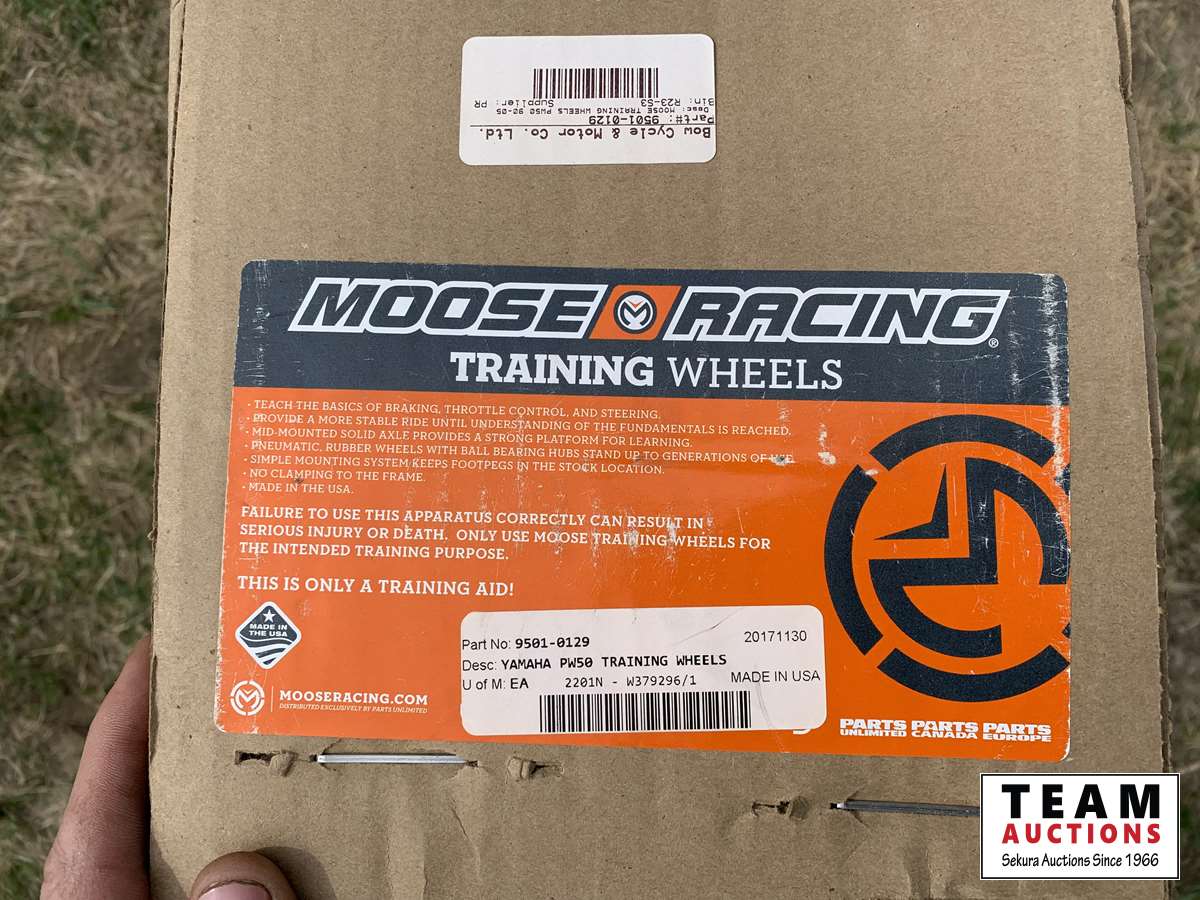 Bow Cycle & Motor Co. Ltd.
Part#: 9501-0129
Desc: MOOSE TRAINING WHEELS PW50 90-05
Bin: R23-S3 Supplier: PR
MOOSE RACING®
TRAINING WHEELS
· TEACH THE BASICS OF BRAKING, THROTTLE CONTROL, AND STEERING.
· PROVIDE A MORE STABLE RIDE UNTIL UNDERSTANDING OF THE FUNDAMENTALS IS REACHED.
· MID-MOUNTED SOLID AXLE PROVIDES A STRONG PLATFORM FOR LEARNING.
· PNEUMATIC, RUBBER WHEELS WITH BALL BEARING HUBS STAND UP TO GENERATIONS OF USE.
· SIMPLE MOUNTING SYSTEM KEEPS FOOTPEGS IN THE STOCK LOCATION.
· NO CLAMPING TO THE FRAME.
· MADE IN THE USA.
FAILURE TO USE THIS APPARATUS CORRECTLY CAN RESULT IN
SERIOUS INJURY OR DEATH. ONLY USE MOOSE TRAINING WHEELS FOR
THE INTENDED TRAINING PURPOSE.
THIS IS ONLY A TRAINING AID!
MADE IN
THE USA
MOOSERACING.COM
DISTRIBUTED EXCLUSIVELY BY PARTS UNLIMITED
Part No: 9501-0129 20171130
Desc: YAMAHA PW50 TRAINING WHEELS
U of M: EA 2201N - W379296/1 MADE IN USA
PARTS PARTS PARTS
UNLIMITED CANADA EUROPE
TEAM
AUCTIONS
Sekura Auctions Since 1966